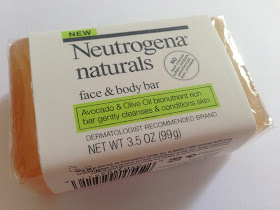 NEW
Neutrogena®
naturals
face & body bar
Avocado & Olive Oil bionutrient rich
bar gently cleanses & conditions skin
DERMATOLOGIST RECOMMENDED BRAND
NET WT 3.5 OZ (99g)
NO